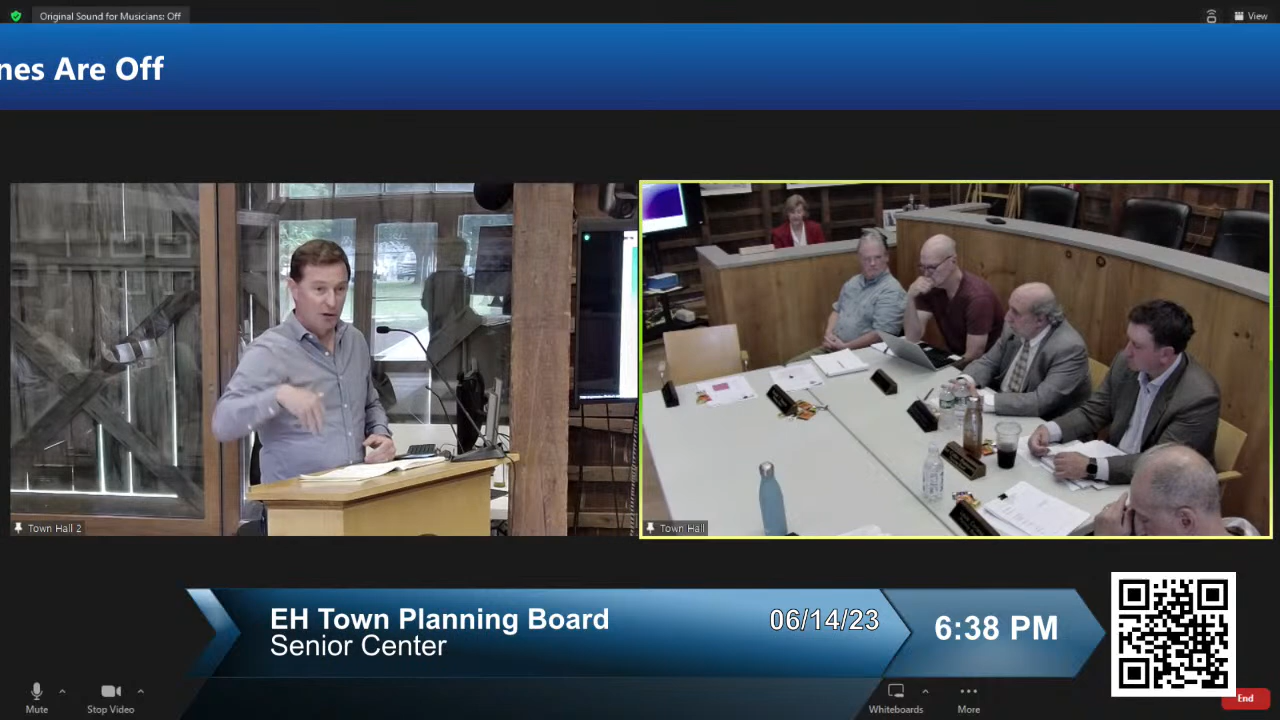 Original Sound for Musicians: Off
View
nes Are Off
Town Hall 2
Town Hall
EH Town Planning Board
06/14/23
6:38 PM
Senior Center
Mute
Stop Video
Whiteboards
More
End